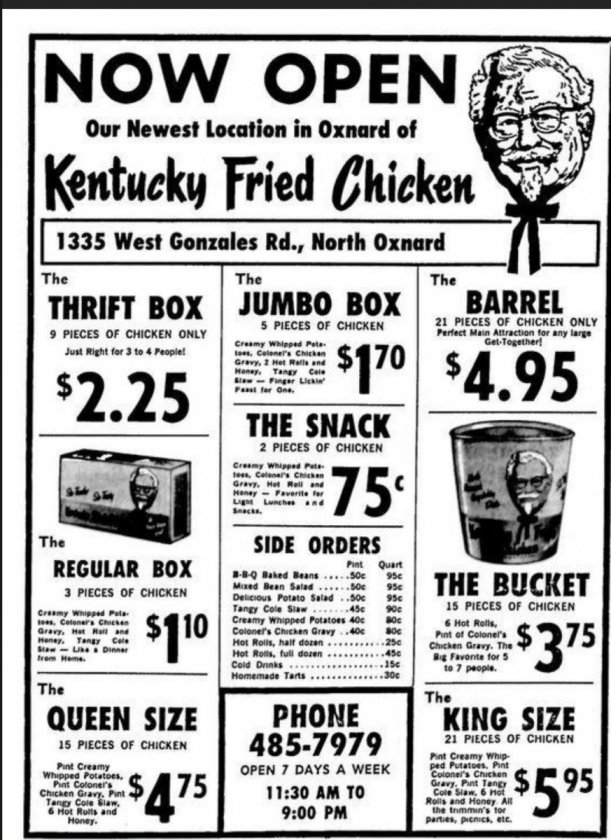 NOW OPEN
Our Newest Location in Oxnard of
Kentucky Fried Chicken
1335 West Gonzales Rd., North Oxnard
The
THRIFT BOX
9 PIECES OF CHICKEN ONLY
Just Right for 3 to 4 People!
$2.25
The
REGULAR BOX
3 PIECES OF CHICKEN
Creamy Whipped Pota-
toes, Colonel's Chicken
Gravy, Hot Roll and
Honey, Tangy Cole
Slaw — Like a Dinner
from Home.
$1 10
The
QUEEN SIZE
15 PIECES OF CHICKEN
Pint Creamy
Whipped Potatoes,
Pint Colonel's
Chicken Gravy, Pint
Tangy Cole Slaw,
6 Hot Rolls and
Honey.
$4 75
The
JUMBO BOX
5 PIECES OF CHICKEN
Creamy Whipped Pota-
toes, Colonel's Chicken
Gravy, 2 Hot Rolls and
Honey, Tangy Cole
Slaw — Finger Lickin'
Feast for One.
$1 70
THE SNACK
2 PIECES OF CHICKEN
Creamy Whipped Pota-
toes, Colonel's Chicken
Gravy, Hot Roll and
Honey — Favorite for
Light Lunches and
Snacks.
75c
SIDE ORDERS
Pint Quart
B-B-Q Baked Beans .....50c 95c
Mixed Bean Salad ......50c 95c
Delicious Potato Salad ..50c 95c
Tangy Cole Slaw .......45c 90c
Creamy Whipped Potatoes 40c 80c
Colonel's Chicken Gravy ..40c 80c
Hot Rolls, half dozen ...........25c
Hot Rolls, full dozen ...........45c
Cold Drinks ..................15c
Homemade Tarts ..............30c
PHONE
485-7979
OPEN 7 DAYS A WEEK
11:30 AM TO
9:00 PM
The
BARREL
21 PIECES OF CHICKEN ONLY
Perfect Main Attraction for any large
Get-Together!
$4.95
THE BUCKET
15 PIECES OF CHICKEN
6 Hot Rolls,
Pint of Colonel's
Chicken Gravy. The
Big Favorite for 5
to 7 people.
$3 75
The
KING SIZE
21 PIECES OF CHICKEN
Pint Creamy Whip-
ped Potatoes, Pint
Colonel's Chicken
Gravy, Pint Tangy
Cole Slaw, 6 Hot
Rolls and Honey. All
the trimmin's for
parties, picnics, etc.
$5 95